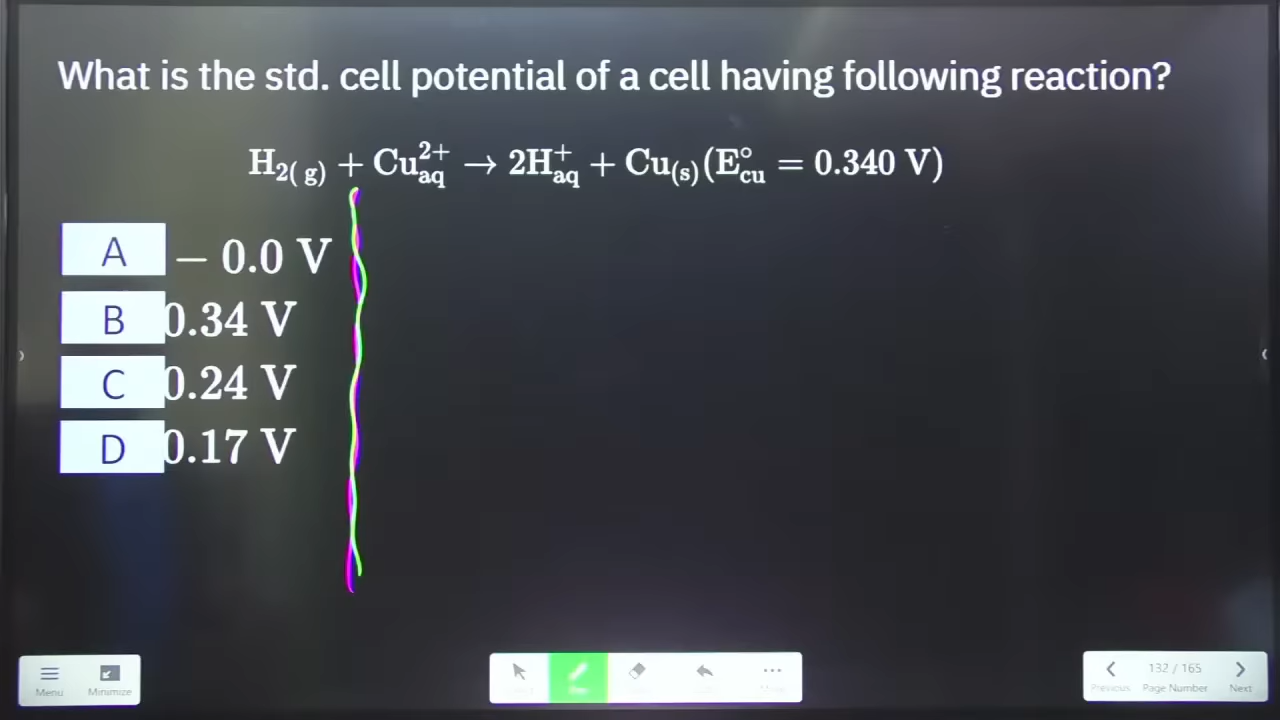 What is the std. cell potential of a cell having following reaction?
H₂₍ g₎ + Cu²⁺aq → 2H⁺aq + Cu₍s₎(E°cu = 0.340 V)
A − 0.0 V
B 0.34 V
C 0.24 V
D 0.17 V
Menu Minimize
132 / 165
Previous Page Number Next